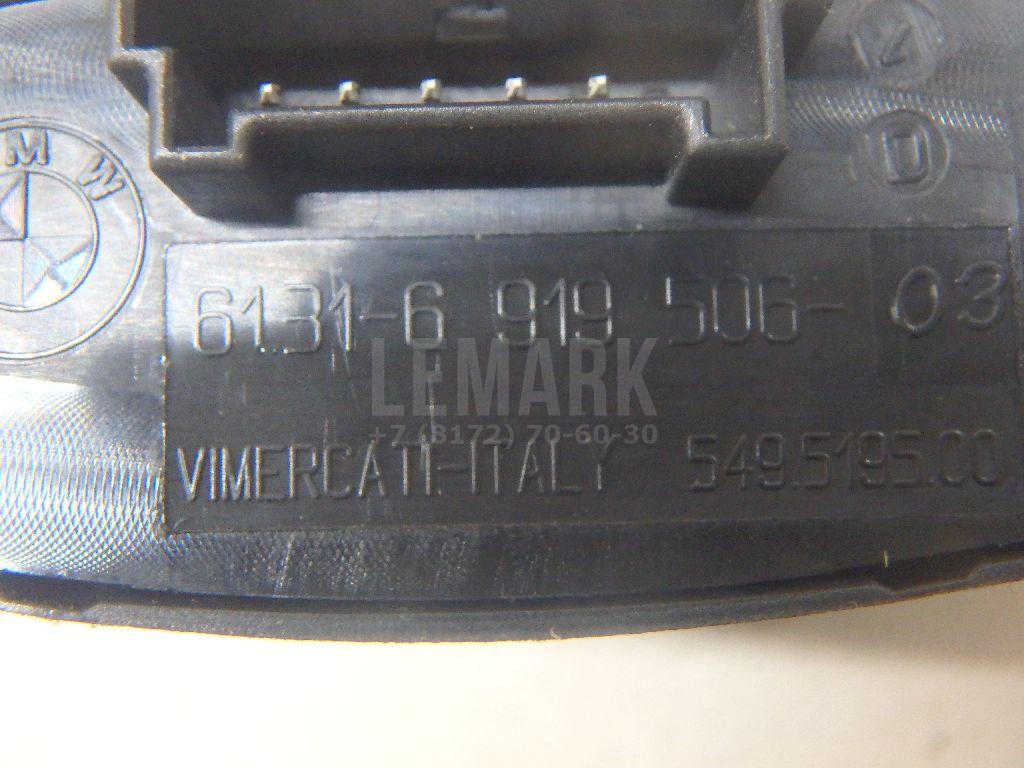 D
BMW
61.31-6 919 506- 03
LEMARK
+7 (8172) 70-60-30
VIMERCATI-ITALY 549.5195.00